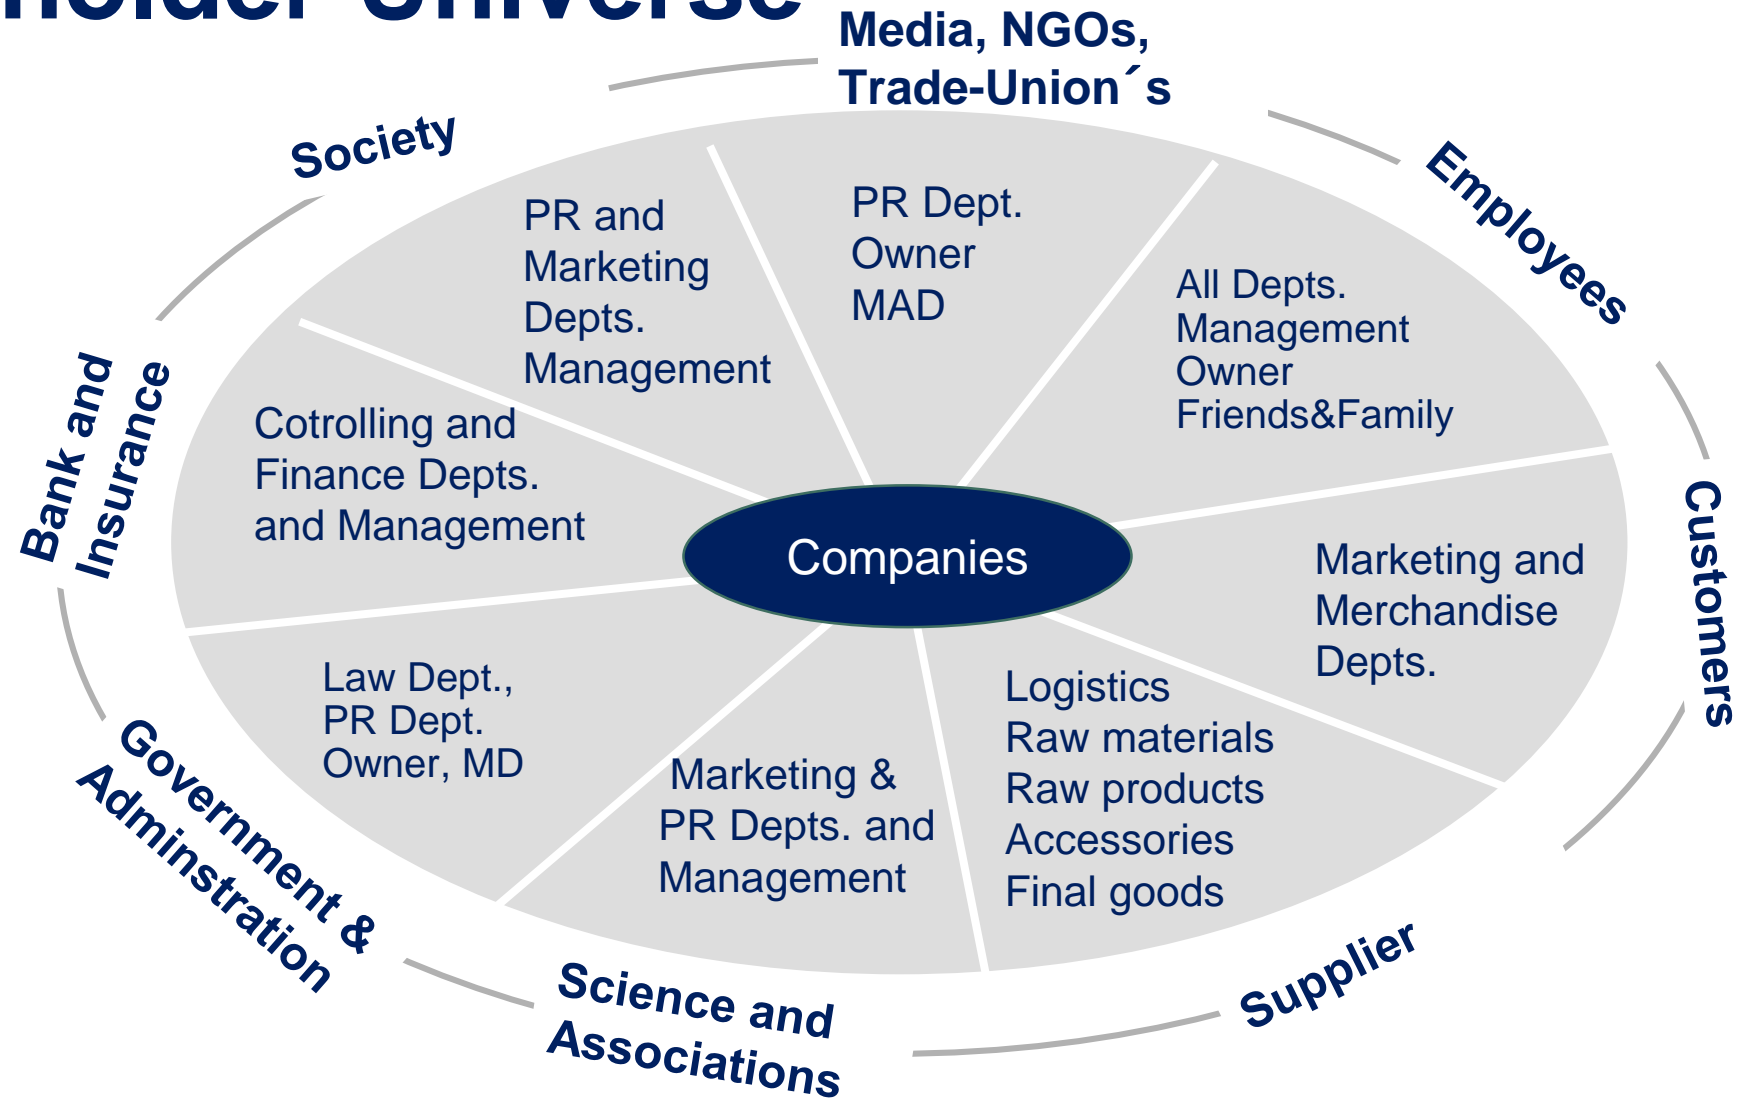 holder Universe
Media, NGOs,
Trade-Union´s
Society
Employees
PR and
Marketing
Depts.
Management
PR Dept.
Owner
MAD
All Depts.
Management
Owner
Friends&Family
Bank and
Insurance
Cotrolling and
Finance Depts.
and Management
Companies
Customers
Marketing and
Merchandise
Depts.
Law Dept.,
PR Dept.
Owner, MD
Marketing &
PR Depts. and
Management
Logistics
Raw materials
Raw products
Accessories
Final goods
Government &
Adminstration
Science and
Associations
Supplier